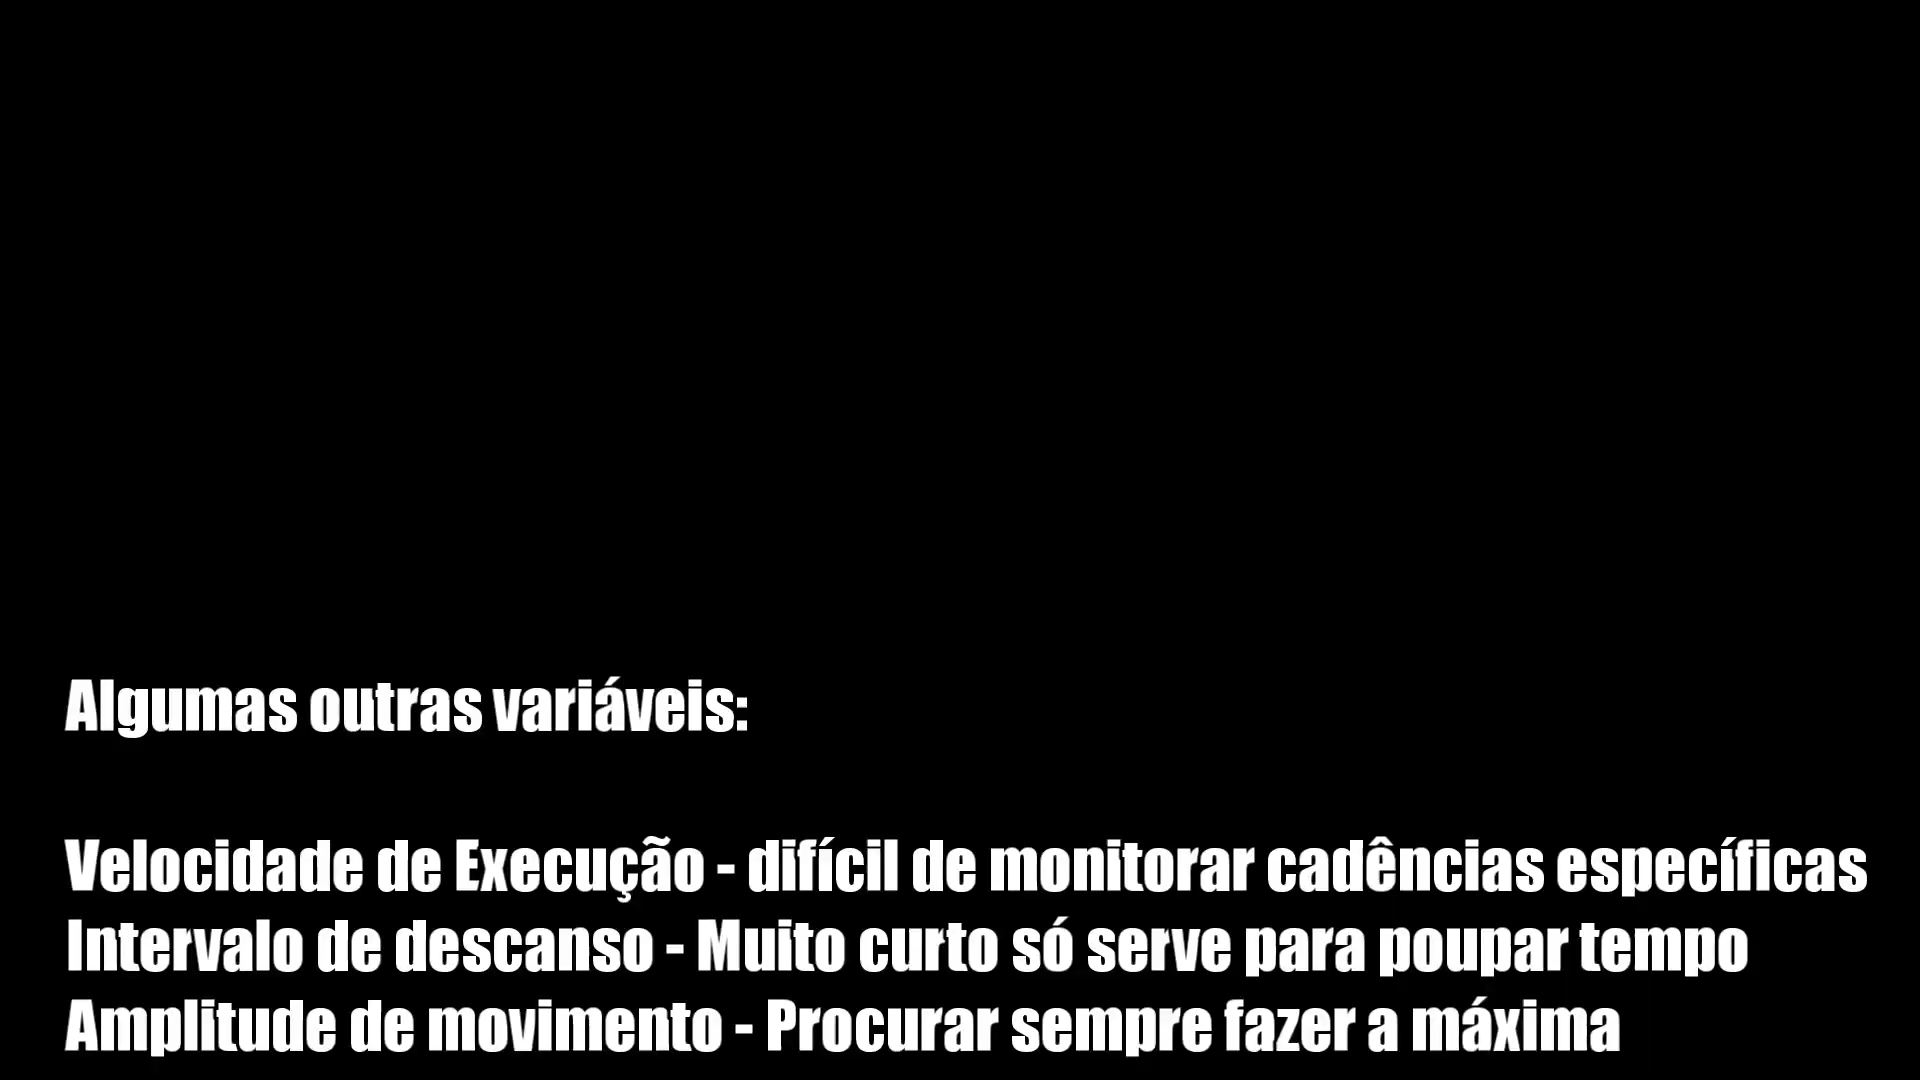 Algumas outras variáveis:
Velocidade de Execução - difícil de monitorar cadências específicas
Intervalo de descanso - Muito curto só serve para poupar tempo
Amplitude de movimento - Procurar sempre fazer a máxima